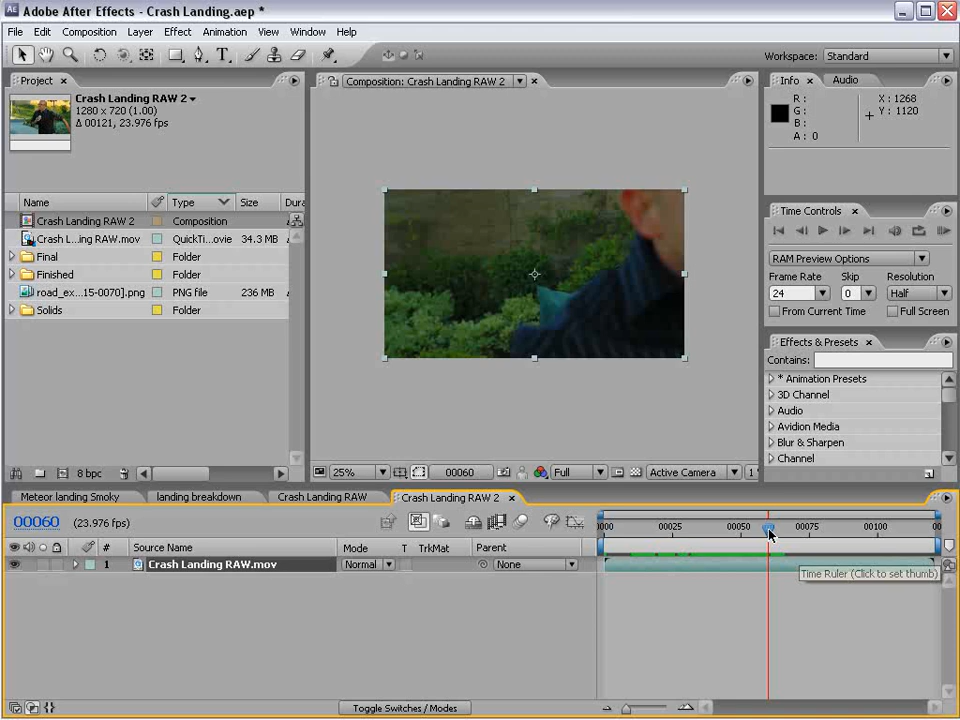 Adobe After Effects - Crash Landing.aep *
File Edit Composition Layer Effect Animation View Window Help
Workspace: Standard
Project
Composition: Crash Landing RAW 2
Info Audio
Crash Landing RAW 2
1280 x 720 (1.00)
Δ 00121, 23.976 fps
R :
G :
B :
A : 0
X : 1268
Y : 1120
Name Type Size Dura
Crash Landing RAW 2 Composition
Crash L...ing RAW.mov QuickTi...ovie 34.3 MB
Final Folder
Finished Folder
road_ex...15-0070].png PNG file 236 MB
Solids Folder
Time Controls
RAM Preview Options
Frame Rate Skip Resolution
24 0 Half
From Current Time Full Screen
Effects & Presets
Contains:
* Animation Presets
3D Channel
Audio
Avidion Media
Blur & Sharpen
Channel
8 bpc
25% 00060 Full Active Camera 1
Meteor landing Smoky landing breakdown Crash Landing RAW Crash Landing RAW 2
00060 (23.976 fps)
0000 00025 00050 00075 00100 00
# Source Name Mode T TrkMat Parent
1 Crash Landing RAW.mov Normal None
Time Ruler (Click to set thumb)
Toggle Switches / Modes